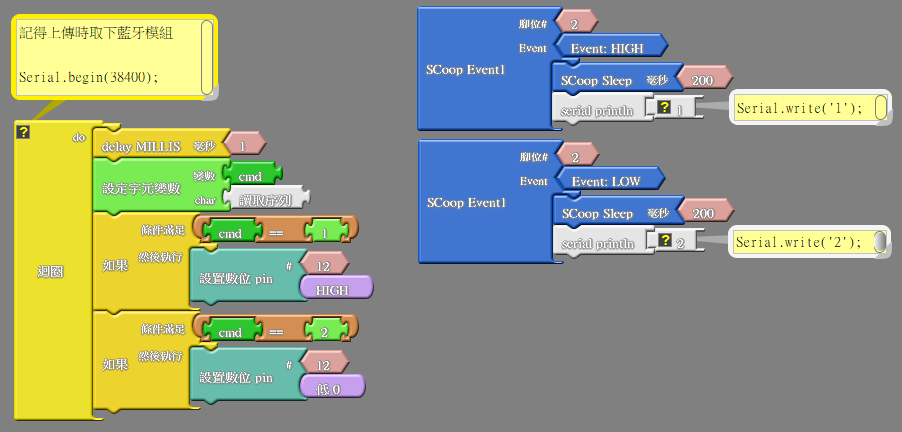 記得上傳時取下藍牙模組
Serial.begin(38400);
?
do
delay MILLIS 毫秒 1
設定字元變數
變數 cmd
char 讀取序列
迴圈
如果
條件滿足 cmd == 1
然後執行
設置數位 pin # 12
HIGH
如果
條件滿足 cmd == 2
然後執行
設置數位 pin # 12
低 0
SCoop Event1
腳位# 2
Event Event: HIGH
SCoop Sleep 毫秒 200
serial println ? 1
Serial.write('1');
SCoop Event1
腳位# 2
Event Event: LOW
SCoop Sleep 毫秒 200
serial println ? 2
Serial.write('2');